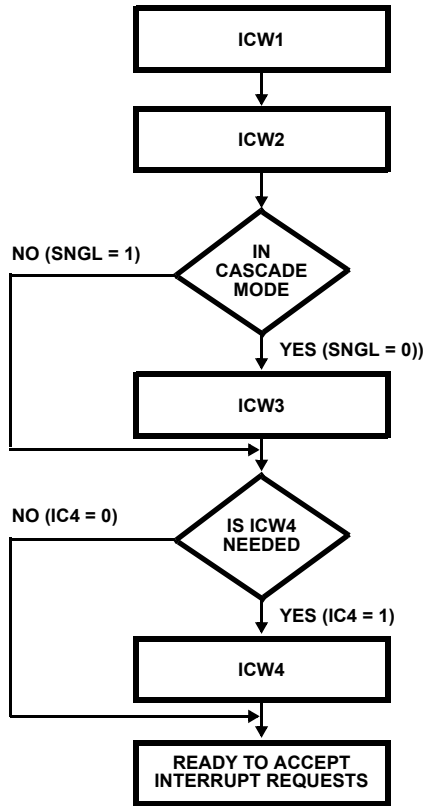 ICW1
ICW2
IN
CASCADE
MODE
NO (SNGL = 1)
YES (SNGL = 0))
ICW3
IS ICW4
NEEDED
NO (IC4 = 0)
YES (IC4 = 1)
ICW4
READY TO ACCEPT
INTERRUPT REQUESTS